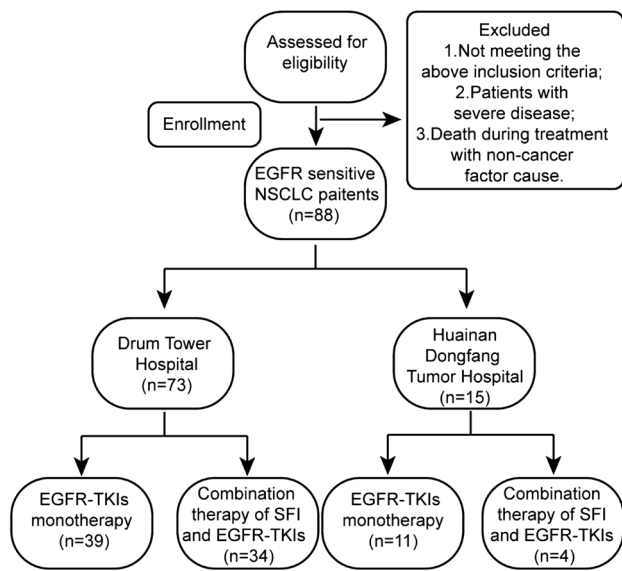 Assessed for
eligibility
Excluded
1.Not meeting the
above inclusion criteria;
2.Patients with
severe disease;
3.Death during treatment
with non-cancer
factor cause.
Enrollment
EGFR sensitive
NSCLC paitents
(n=88)
Drum Tower
Hospital
(n=73)
Huainan
Dongfang
Tumor Hospital
(n=15)
EGFR-TKIs
monotherapy
(n=39)
Combination
therapy of SFI
and EGFR-TKIs
(n=34)
EGFR-TKIs
monotherapy
(n=11)
Combination
therapy of SFI
and EGFR-TKIs
(n=4)